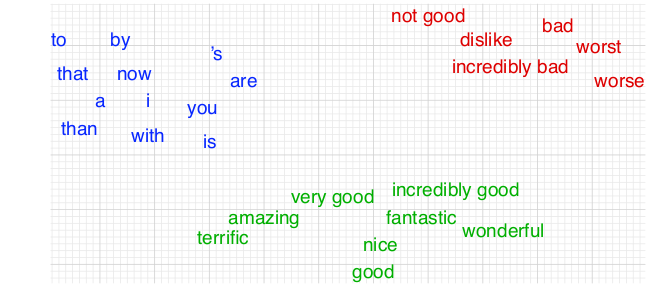 not good
bad
to by dislike
worst
's
incredibly bad
that now
are worse
a i
you
than with
is
very good incredibly good
amazing fantastic
wonderful
terrific
nice
good